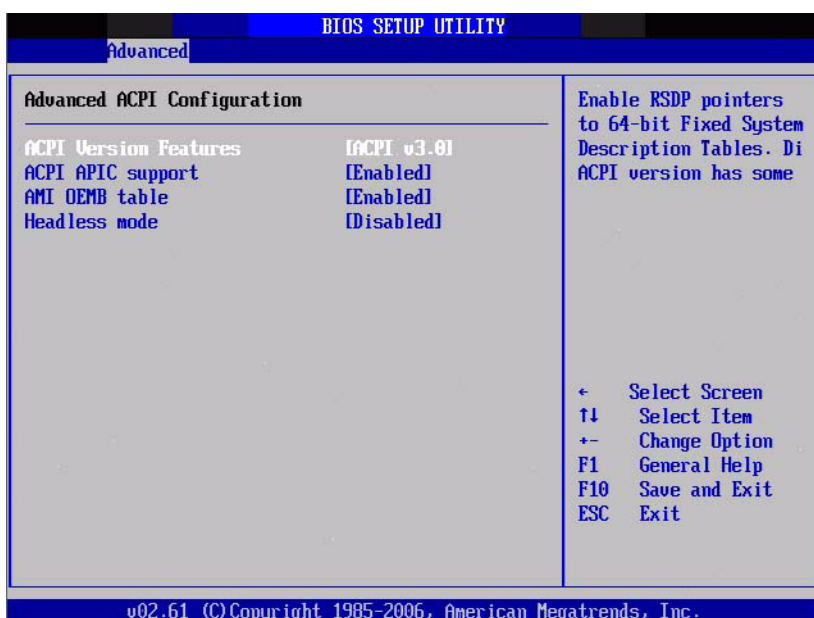 BIOS SETUP UTILITY
Advanced
Advanced ACPI Configuration
ACPI Version Features [ACPI v3.0]
ACPI APIC support [Enabled]
AMI OEMB table [Enabled]
Headless mode [Disabled]
Enable RSDP pointers
to 64-bit Fixed System
Description Tables. Di
ACPI version has some
← Select Screen
↑↓ Select Item
+- Change Option
F1 General Help
F10 Save and Exit
ESC Exit
v02.61 (C)Copyright 1985-2006, American Megatrends, Inc.